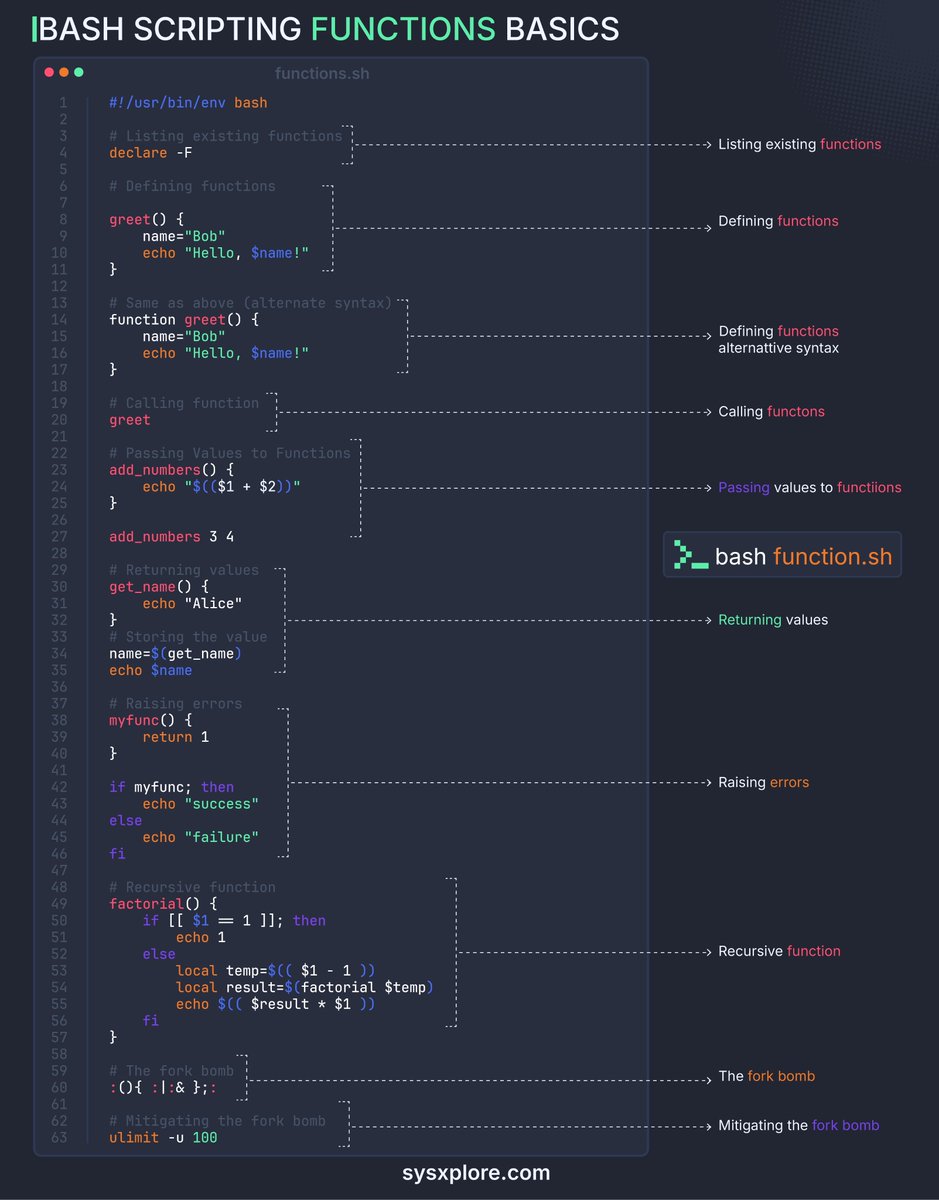 BASH SCRIPTING FUNCTIONS BASICS
functions.sh
1 #!/usr/bin/env bash
2
3 # Listing existing functions
4 declare -F
5
6 # Defining functions
7
8 greet() {
9     name="Bob"
10     echo "Hello, $name!"
11 }
12
13 # Same as above (alternate syntax)
14 function greet() {
15     name="Bob"
16     echo "Hello, $name!"
17 }
18
19 # Calling function
20 greet
21
22 # Passing Values to Functions
23 add_numbers() {
24     echo "$(($1 + $2))"
25 }
26
27 add_numbers 3 4
28
29 # Returning values
30 get_name() {
31     echo "Alice"
32 }
33 # Storing the value
34 name=$(get_name)
35 echo $name
36
37 # Raising errors
38 myfunc() {
39     return 1
40 }
41
42 if myfunc; then
43     echo "success"
44 else
45     echo "failure"
46 fi
47
48 # Recursive function
49 factorial() {
50     if [[ $1 == 1 ]]; then
51         echo 1
52     else
53         local temp=$(( $1 - 1 ))
54         local result=$(factorial $temp)
55         echo $(( $result * $1 ))
56     fi
57 }
58
59 # The fork bomb
60 :(){ :|:& };:
61
62 # Mitigating the fork bomb
63 ulimit -u 100
Listing existing functions
Defining functions
Defining functions
alternattive syntax
Calling functons
Passing values to functiions
>_ bash function.sh
Returning values
Raising errors
Recursive function
The fork bomb
Mitigating the fork bomb
sysxplore.com